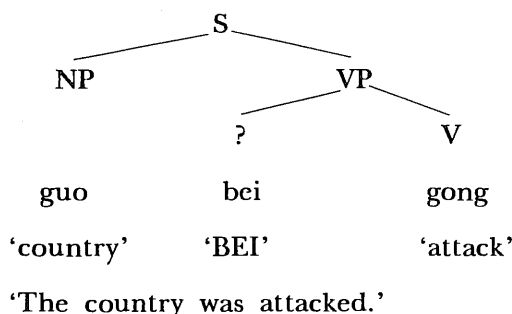 S
NP VP
? V
guo bei gong
‘country’ ‘BEI’ ‘attack’
‘The country was attacked.’